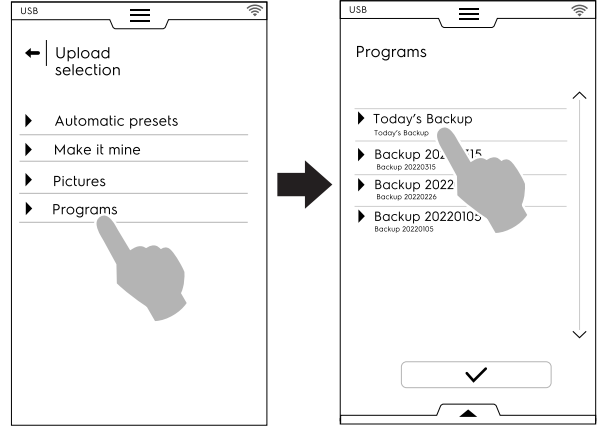 USB
Upload
selection
Automatic presets
Make it mine
Pictures
Programs
USB
Programs
Today's Backup
Today's Backup
Backup 20220315
Backup 20220315
Backup 2022
Backup 20220226
Backup 20220105
Backup 20220105